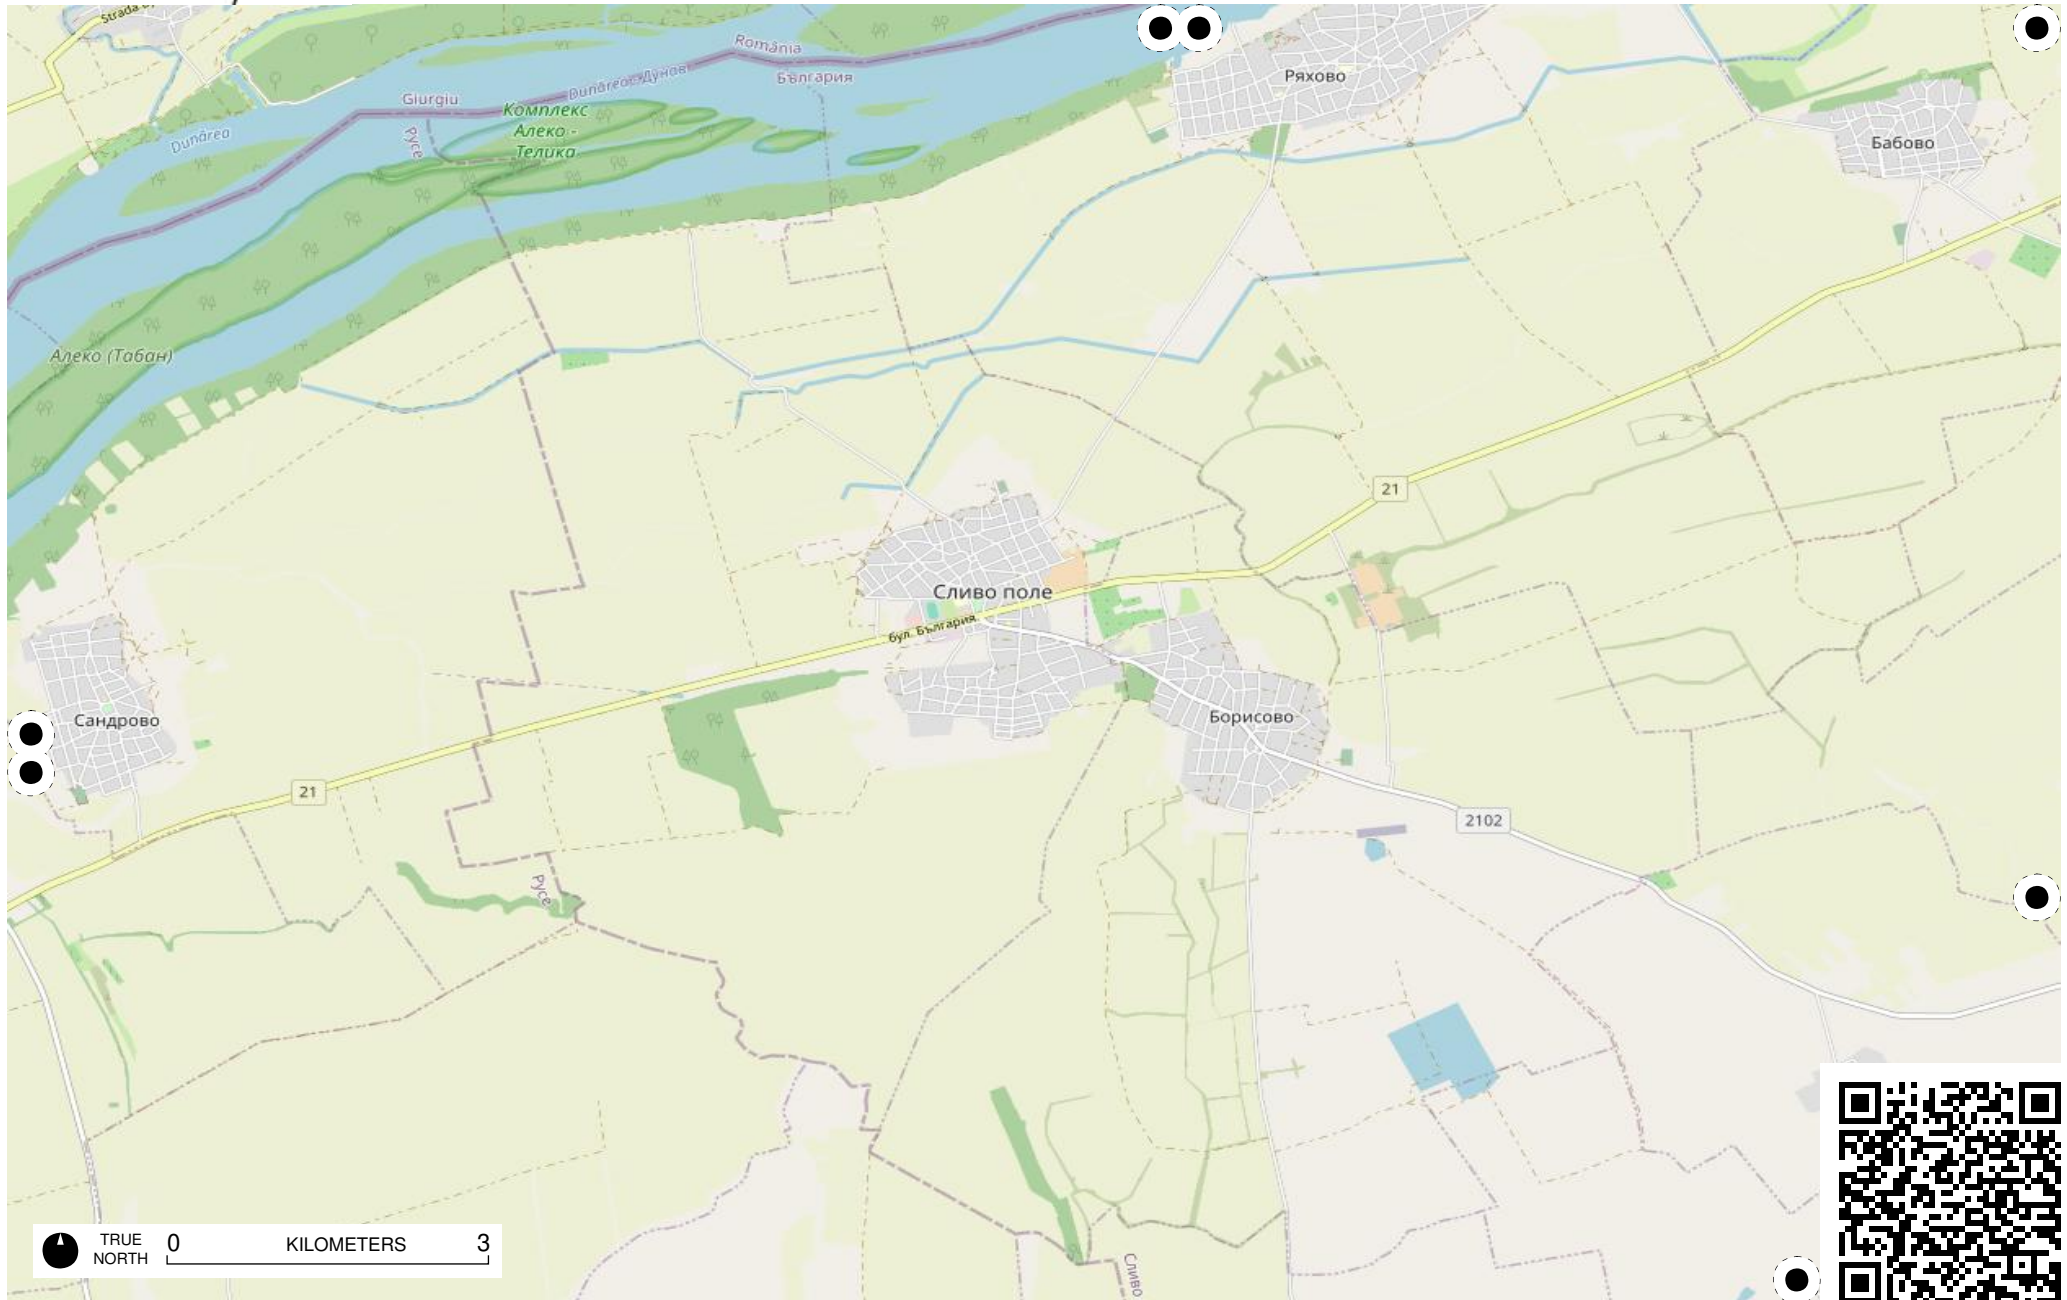 România
Ряхово
България
Dunărea - Дунав
Giurgiu
Комплекс
Алеко -
Телика
Dunărea
Русе
Бабово
Алеко (Табан)
21
Сливо поле
бул. България
Сандрово
Борисово
21
2102
Русе
TRUE
NORTH
0 KILOMETERS 3
Сливо